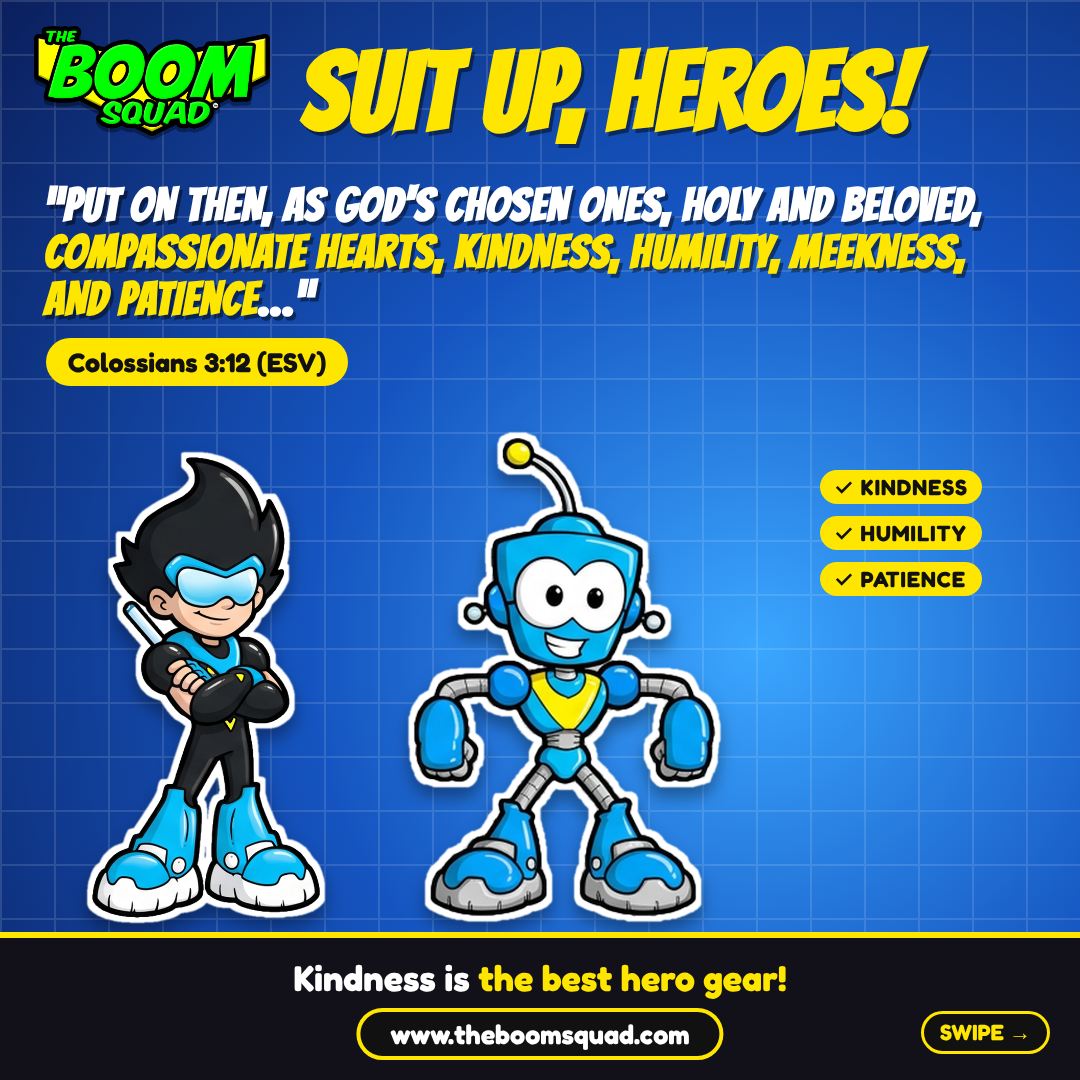 THE
BOOM
SQUAD
SUIT UP, HEROES!
"PUT ON THEN, AS GOD'S CHOSEN ONES, HOLY AND BELOVED,
COMPASSIONATE HEARTS, KINDNESS, HUMILITY, MEEKNESS,
AND PATIENCE..."
Colossians 3:12 (ESV)
✓ KINDNESS
✓ HUMILITY
✓ PATIENCE
Kindness is the best hero gear!
www.theboomsquad.com
SWIPE →